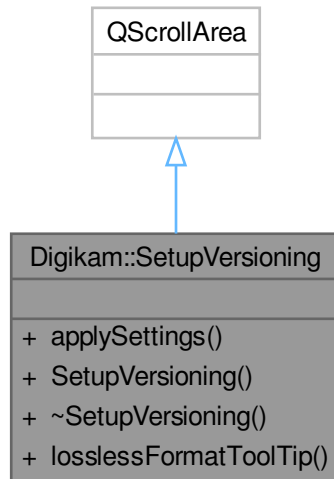 QScrollArea
Digikam::SetupVersioning
+ applySettings()
+ SetupVersioning()
+ ~SetupVersioning()
+ losslessFormatToolTip()